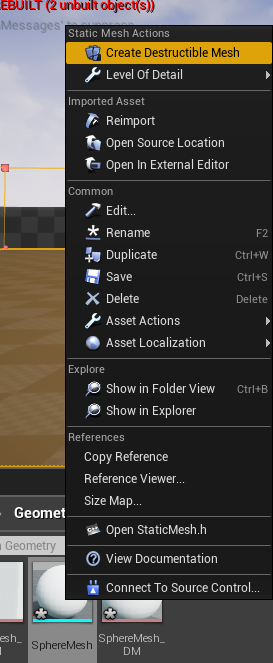 EBUILT (2 unbuilt object(s))
Messages' to suppress
Static Mesh Actions
Create Destructible Mesh
Level Of Detail
Imported Asset
Reimport
Open Source Location
Open In External Editor
Common
Edit...
Rename F2
Duplicate Ctrl+W
Save Ctrl+S
Delete Delete
Asset Actions
Asset Localization
Explore
Show in Folder View Ctrl+B
Show in Explorer
References
Copy Reference
Reference Viewer...
Size Map...
Geomet
n Geometry
Open StaticMesh.h
View Documentation
Connect To Source Control...
Mesh_
M
SphereMesh
SphereMesh_
DM